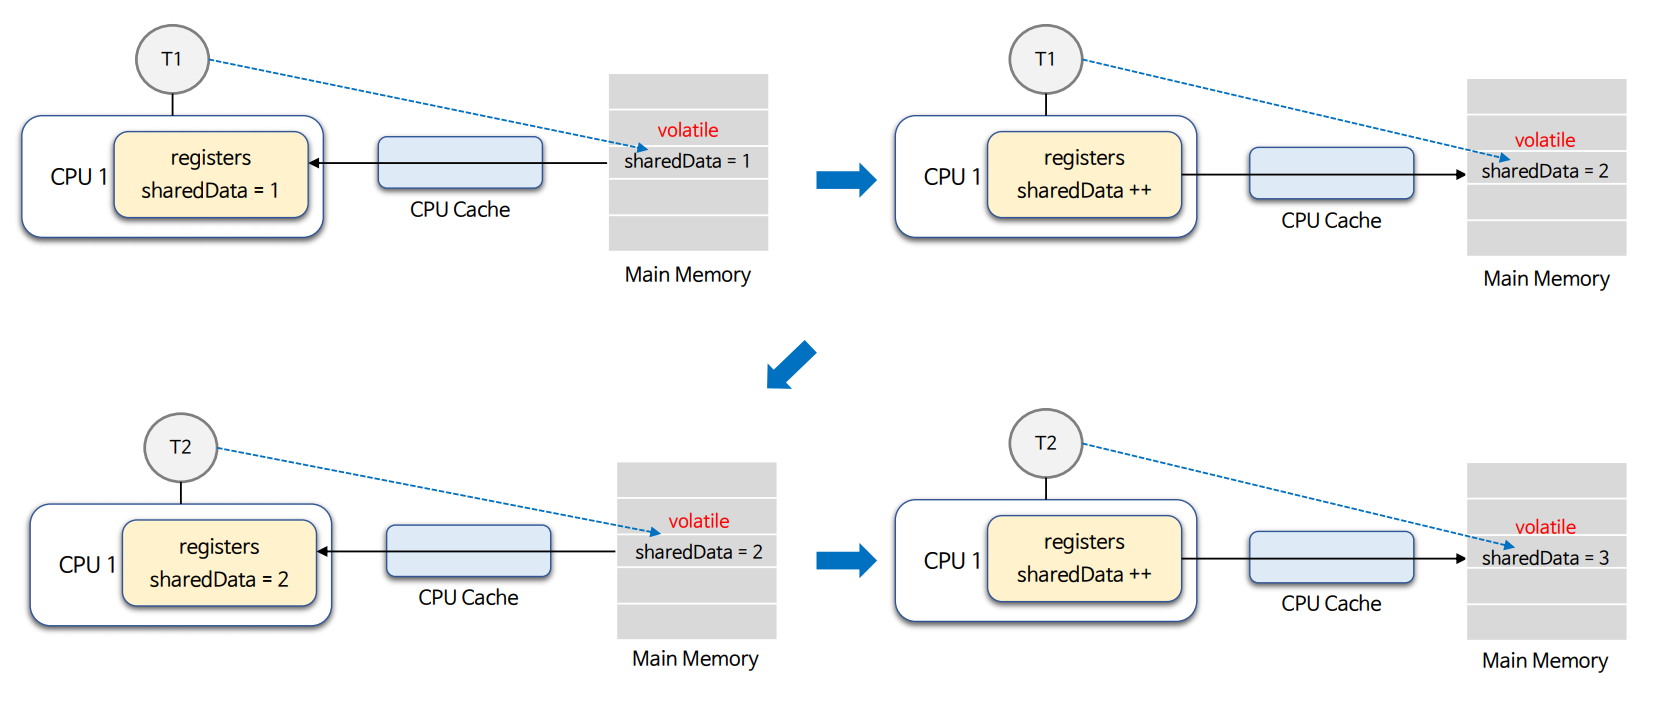 T1
volatile
CPU 1
registers
sharedData = 1
sharedData = 1
CPU Cache
Main Memory
T1
volatile
CPU 1
registers
sharedData ++
sharedData = 2
CPU Cache
Main Memory
T2
volatile
CPU 1
registers
sharedData = 2
sharedData = 2
CPU Cache
Main Memory
T2
volatile
CPU 1
registers
sharedData ++
sharedData = 3
CPU Cache
Main Memory